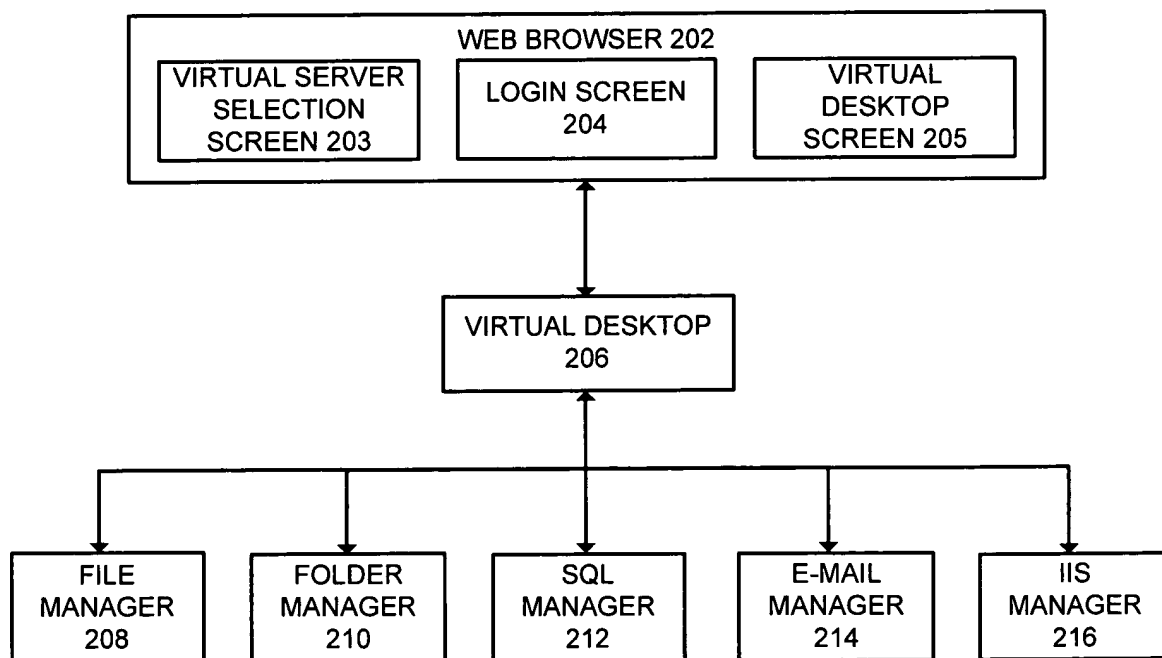 WEB BROWSER 202
VIRTUAL SERVER
SELECTION
SCREEN 203
LOGIN SCREEN
204
VIRTUAL
DESKTOP
SCREEN 205
VIRTUAL DESKTOP
206
FILE
MANAGER
208
FOLDER
MANAGER
210
SQL
MANAGER
212
E-MAIL
MANAGER
214
IIS
MANAGER
216